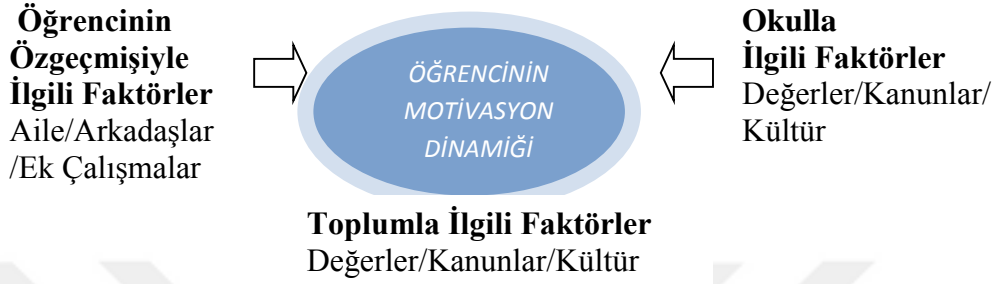 Öğrencinin
Özgeçmişiyle
İlgili Faktörler
Aile/Arkadaşlar
/Ek Çalışmalar
ÖĞRENCİNİN
MOTİVASYON
DİNAMİĞİ
Okulla
İlgili Faktörler
Değerler/Kanunlar/
Kültür
Toplumla İlgili Faktörler
Değerler/Kanunlar/Kültür